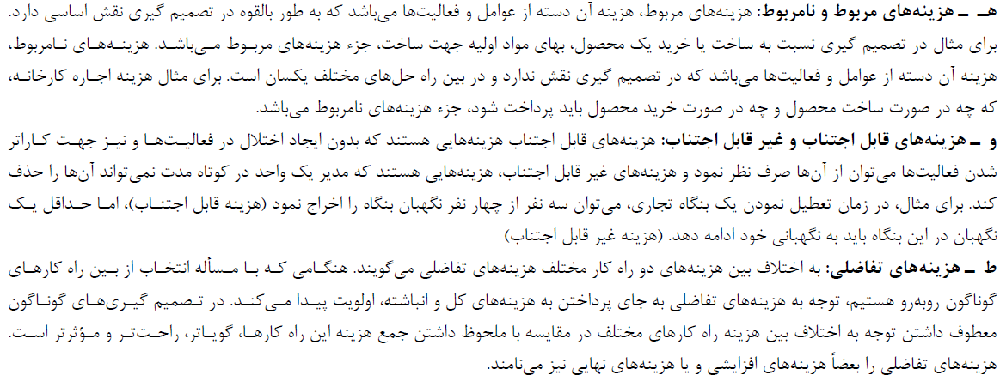 هـ ـ هزینه‌های مربوط و نامربوط: هزینه‌های مربوط، هزینه آن دسته از عوامل و فعالیت‌ها می‌باشد که به طور بالقوه در تصمیم گیری نقش اساسی دارد.
برای مثال در تصمیم گیری نسبت به ساخت یا خرید یک محصول، بهای مواد اولیه جهت ساخت، جزء هزینه‌های مربوط می‌باشد. هزینه‌های نامربوط،
هزینه آن دسته از عوامل و فعالیت‌ها می‌باشد که در تصمیم گیری نقش ندارد و در بین راه حل‌های مختلف یکسان است. برای مثال هزینه اجاره کارخانه،
که چه در صورت ساخت محصول و چه در صورت خرید محصول باید پرداخت شود، جزء هزینه‌های نامربوط می‌باشد.
و ـ هزینه‌های قابل اجتناب و غیر قابل اجتناب: هزینه‌های قابل اجتناب هزینه‌هایی هستند که بدون ایجاد اختلال در فعالیت‌ها و نیز جهت کاراتر
شدن فعالیت‌ها می‌توان از آن‌ها صرف نظر نمود و هزینه‌های غیر قابل اجتناب، هزینه‌هایی هستند که مدیر یک واحد در کوتاه مدت نمی‌تواند آن‌ها را حذف
کند. برای مثال، در زمان تعطیل نمودن یک بنگاه تجاری، می‌توان سه نفر از چهار نفر نگهبان بنگاه را اخراج نمود (هزینه قابل اجتناب)، اما حداقل یک
نگهبان در این بنگاه باید به نگهبانی خود ادامه دهد. (هزینه غیر قابل اجتناب)
ط ـ هزینه‌های تفاضلی: به اختلاف بین هزینه‌های دو راه کار مختلف هزینه‌های تفاضلی می‌گویند. هنگامی که با مسأله انتخاب از بین راه کارهای
گوناگون روبه‌رو هستیم، توجه به هزینه‌های تفاضلی به جای پرداختن به هزینه‌های کل و انباشته، اولویت پیدا می‌کند. در تصمیم گیری‌های گوناگون
معطوف داشتن توجه به اختلاف بین هزینه راه کارهای مختلف در مقایسه با ملحوظ داشتن جمع هزینه این راه کارها، گویاتر، راحت‌تر و مؤثرتر است.
هزینه‌های تفاضلی را بعضاً هزینه‌های افزایشی و یا هزینه‌های نهایی نیز می‌نامند.